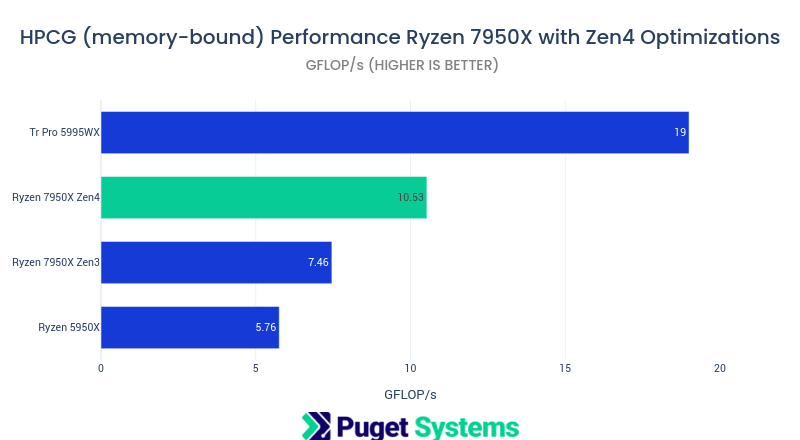 HPCG (memory-bound) Performance Ryzen 7950X with Zen4 Optimizations
GFLOP/s (HIGHER IS BETTER)
Tr Pro 5995WX
19
Ryzen 7950X Zen4
10.53
Ryzen 7950X Zen3
7.46
Ryzen 5950X
5.76
0 5 10 15 20
GFLOP/s
Puget Systems